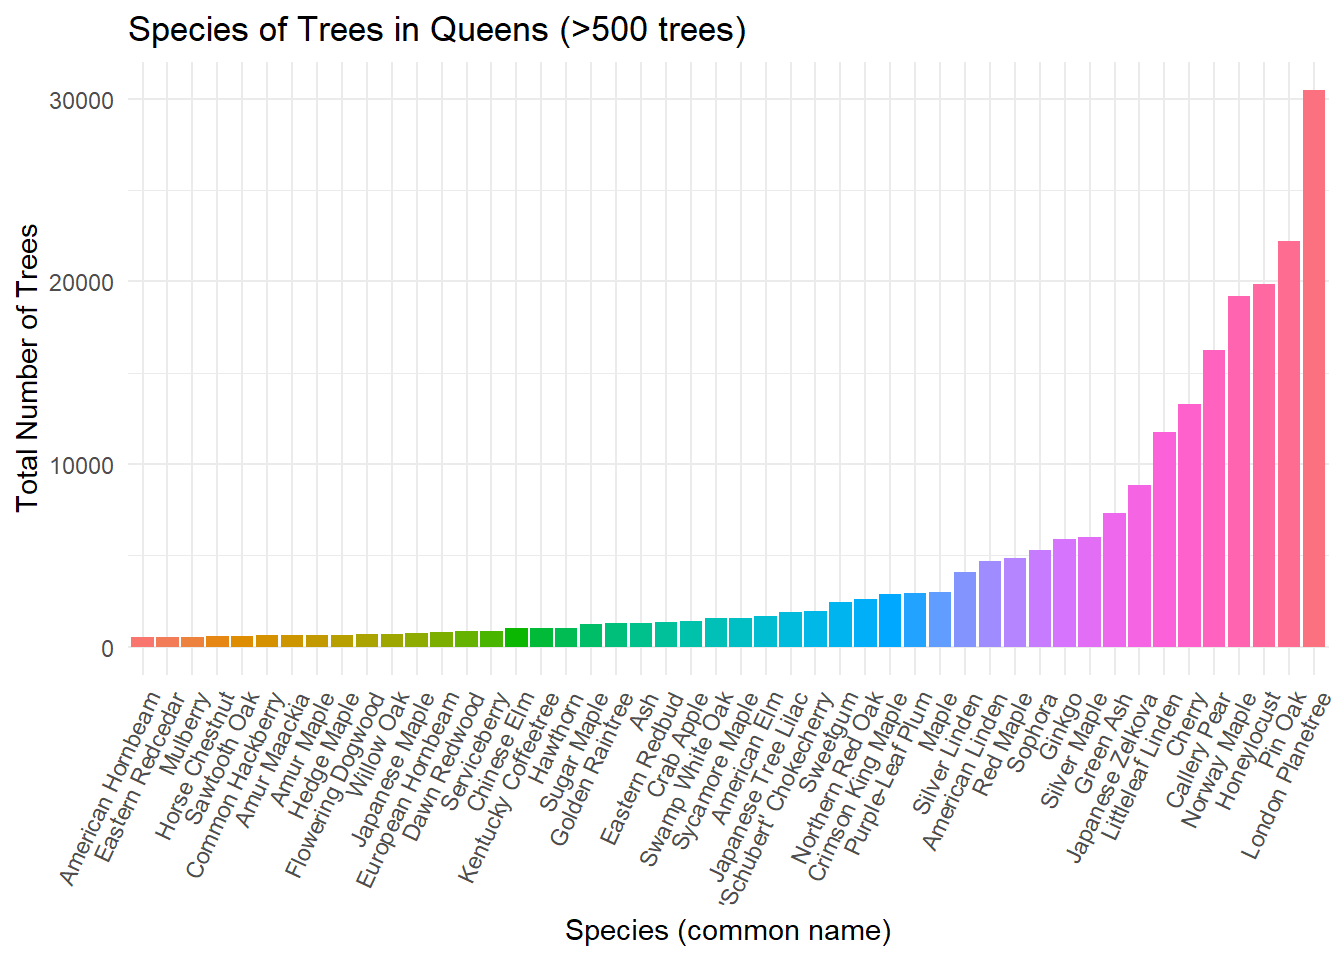 Species of Trees in Queens (>500 trees)
Total Number of Trees
30000
20000
10000
0
American Hornbeam
Eastern Redcedar
Mulberry
Horse Chestnut
Sawtooth Oak
Common Hackberry
Amur Maackia
Amur Maple
Hedge Maple
Flowering Dogwood
Willow Oak
Japanese Maple
European Hornbeam
Dawn Redwood
Serviceberry
Chinese Elm
Kentucky Coffeetree
Hawthorn
Sugar Maple
Golden Raintree
Ash
Eastern Redbud
Crab Apple
Swamp White Oak
Sycamore Maple
American Elm
Japanese Tree Lilac
'Schubert' Chokecherry
Sweetgum
Northern Red Oak
Crimson King Maple
Purple-Leaf Plum
Maple
Silver Linden
American Linden
Red Maple
Sophora
Ginkgo
Silver Maple
Green Ash
Japanese Zelkova
Littleleaf Linden
Cherry
Callery Pear
Norway Maple
Honeylocust
Pin Oak
London Planetree
Species (common name)